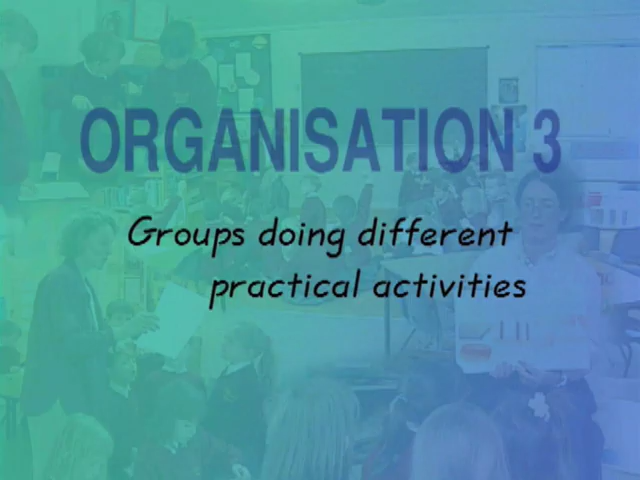 ORGANISATION 3
Groups doing different
practical activities